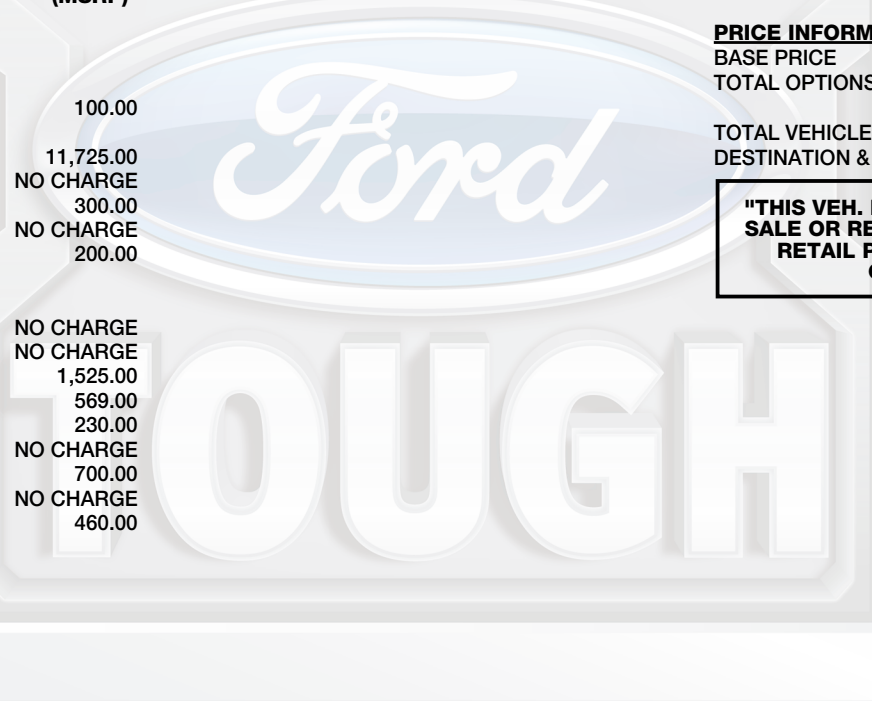 (MSRP)
100.00
11,725.00
NO CHARGE
300.00
NO CHARGE
200.00
NO CHARGE
NO CHARGE
1,525.00
569.00
230.00
NO CHARGE
700.00
NO CHARGE
460.00
PRICE INFORM
BASE PRICE
TOTAL OPTIONS
TOTAL VEHICLE
DESTINATION &
"THIS VEH.
SALE OR RE
RETAIL P
Ford
TOUGH